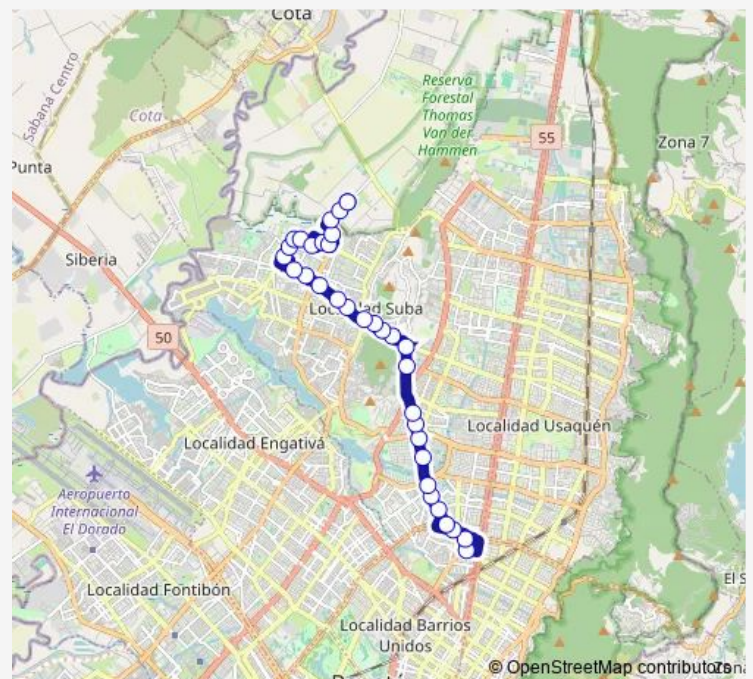 Cota
Sabana Centro
Cota
Reserva
Forestal
Thomas
Van der
Hammen
55
Zona 7
Punta
Siberia
50
Localidad Suba
Localidad Usaquén
Localidad Engativá
Aeropuerto
Internacional
El Dorado
Localidad Fontibón
Localidad Barrios
Unidos
El S
© OpenStreetMap contributors